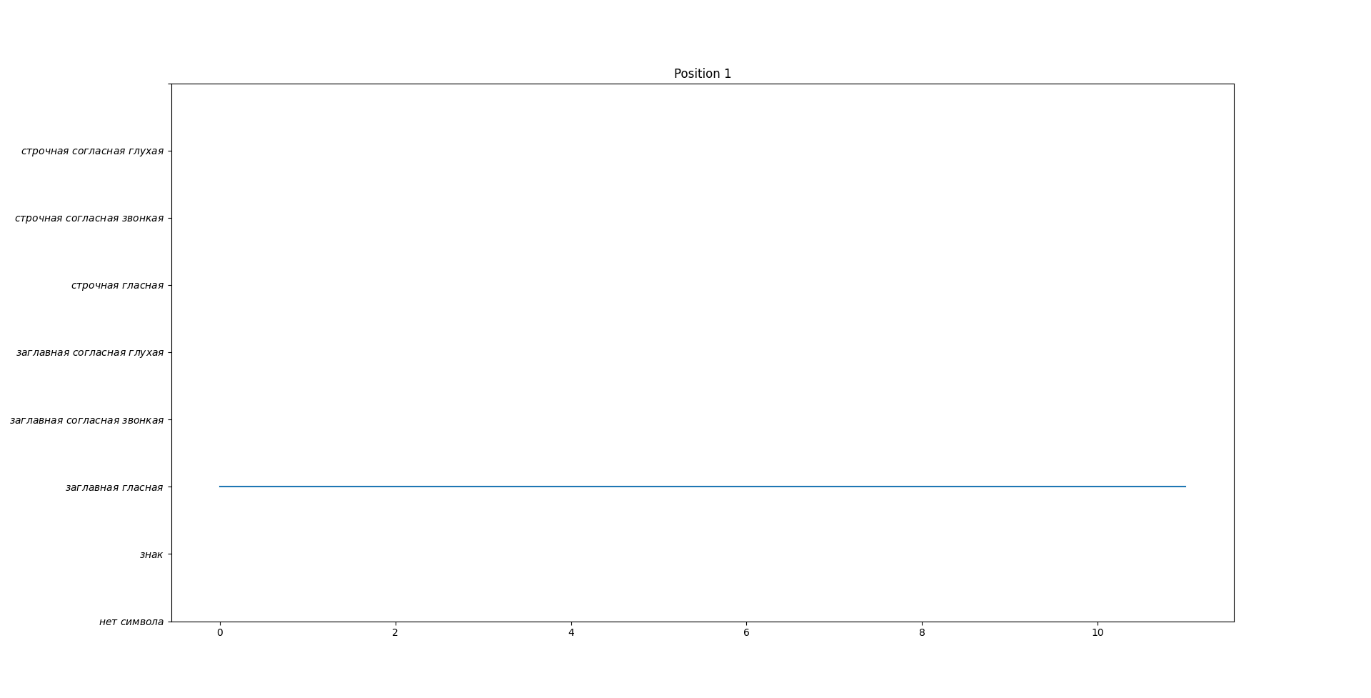 Position 1
строчная согласная глухая
строчная согласная звонкая
строчная гласная
заглавная согласная глухая
заглавная согласная звонкая
заглавная гласная
знак
нет символа
0 2 4 6 8 10